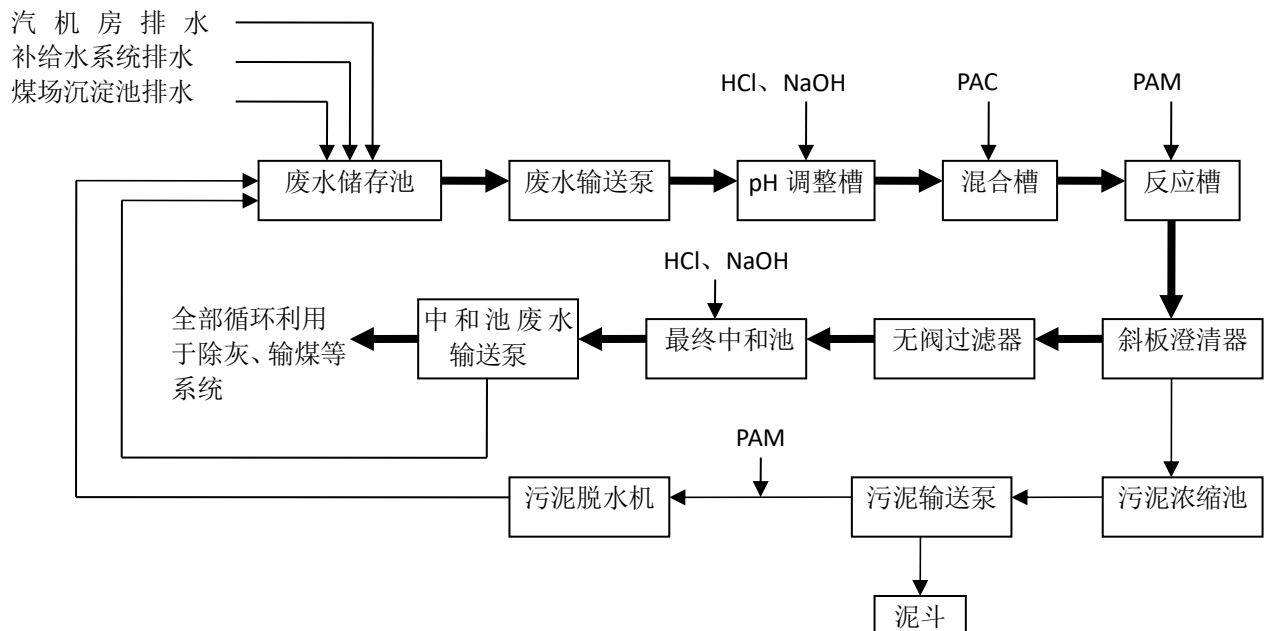 汽机房排水
补给水系统排水
煤场沉淀池排水
HCl、NaOH
PAC
PAM
废水储存池
废水输送泵
pH 调整槽
混合槽
反应槽
HCl、NaOH
全部循环利用
于除灰、输煤等
系统
中和池废水
输送泵
最终中和池
无阀过滤器
斜板澄清器
PAM
污泥脱水机
污泥输送泵
污泥浓缩池
泥斗